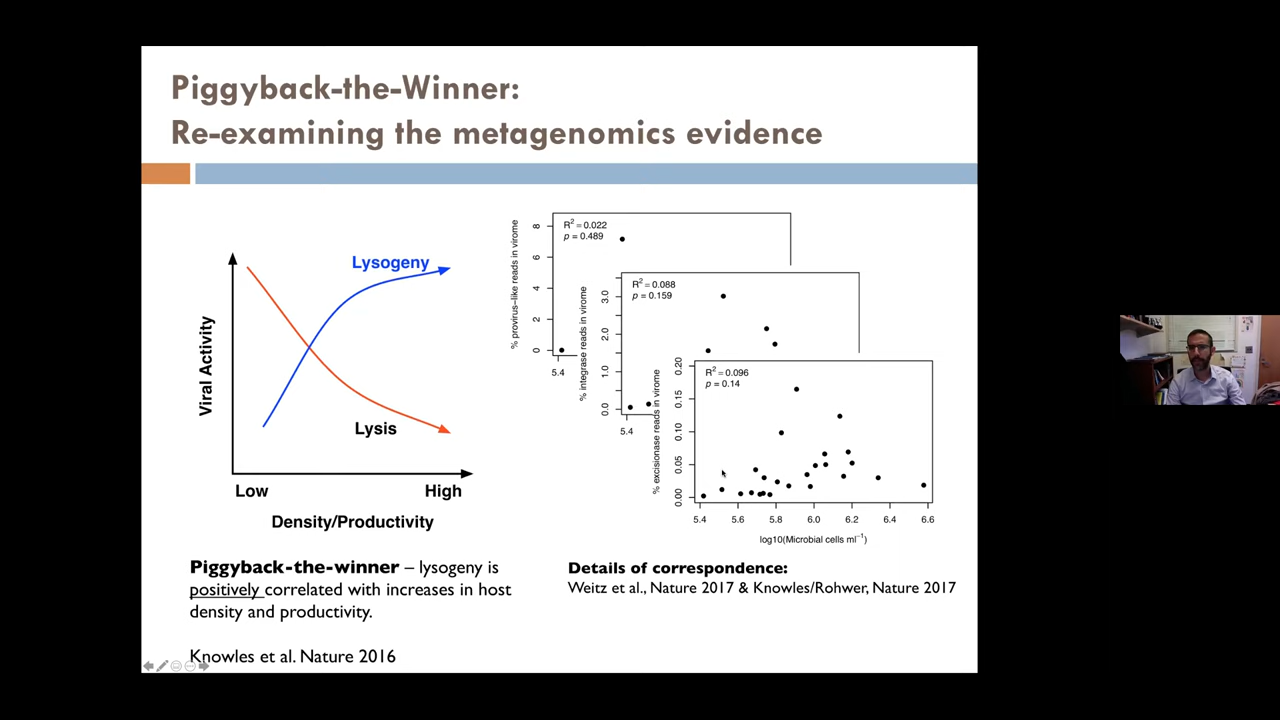 Piggyback-the-Winner:
Re-examining the metagenomics evidence
Viral Activity
Lysogeny
Lysis
Low
High
Density/Productivity
% provirus-like reads in virome
8
6
4
2
0
R2 = 0.022
p = 0.489
5.4
% integrase reads in virome
3.0
2.0
1.0
0.0
R2 = 0.088
p = 0.159
5.4
% excisionase reads in virome
0.20
0.15
0.10
0.05
0.00
R2 = 0.096
p = 0.14
5.4 5.6 5.8 6.0 6.2 6.4 6.6
log10(Microbial cells ml−1)
Piggyback-the-winner – lysogeny is
positively correlated with increases in host
density and productivity.
Knowles et al. Nature 2016
Details of correspondence:
Weitz et al., Nature 2017 & Knowles/Rohwer, Nature 2017